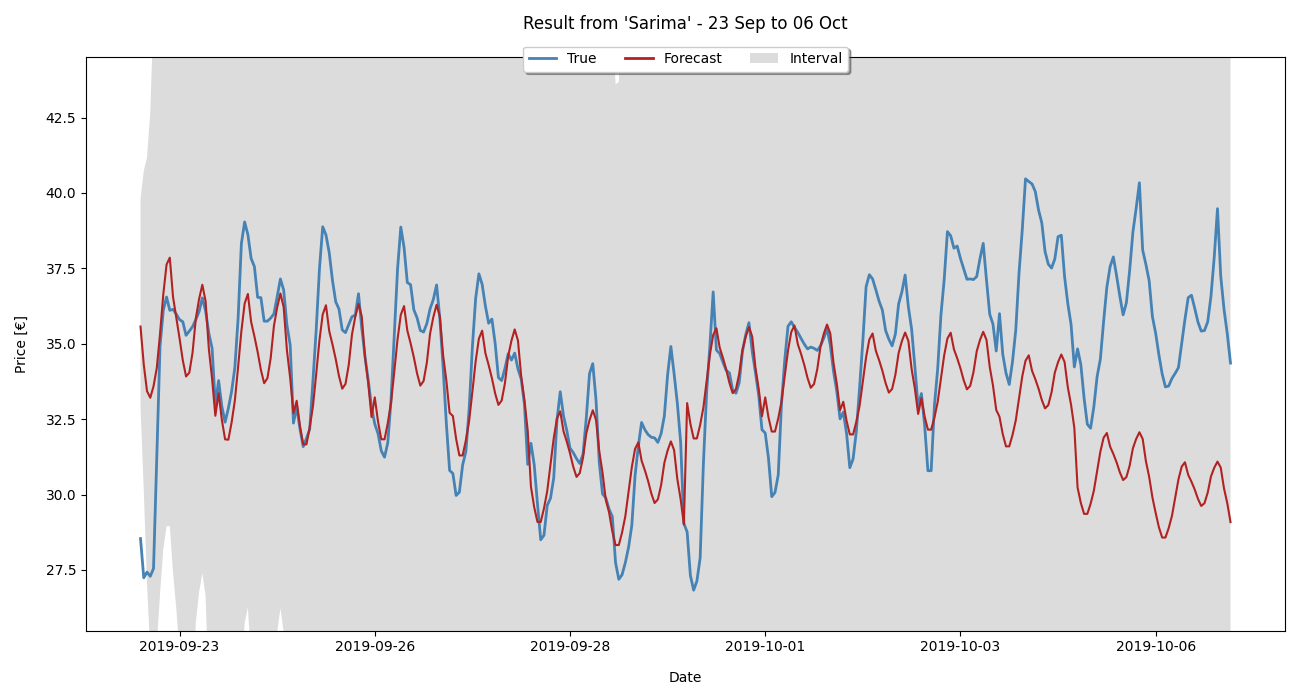 Result from 'Sarima' - 23 Sep to 06 Oct
True Forecast Interval
42.5
40.0
37.5
35.0
32.5
30.0
27.5
Price [€]
2019-09-23 2019-09-26 2019-09-28 2019-10-01 2019-10-03 2019-10-06
Date